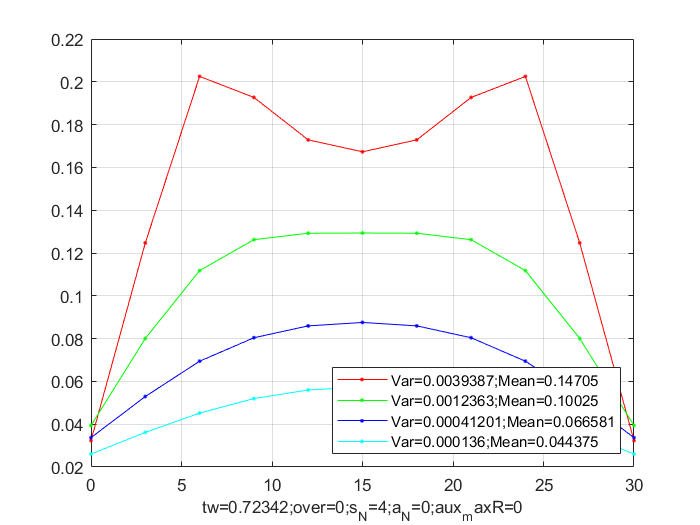 0.22
0.2
0.18
0.16
0.14
0.12
0.1
0.08
0.06
0.04
0.02
0 5 10 15 20 25 30
Var=0.0039387;Mean=0.14705
Var=0.0012363;Mean=0.10025
Var=0.00041201;Mean=0.066581
Var=0.000136;Mean=0.044375
tw=0.72342;over=0;s_N=4;a_N=0;aux_maxR=0